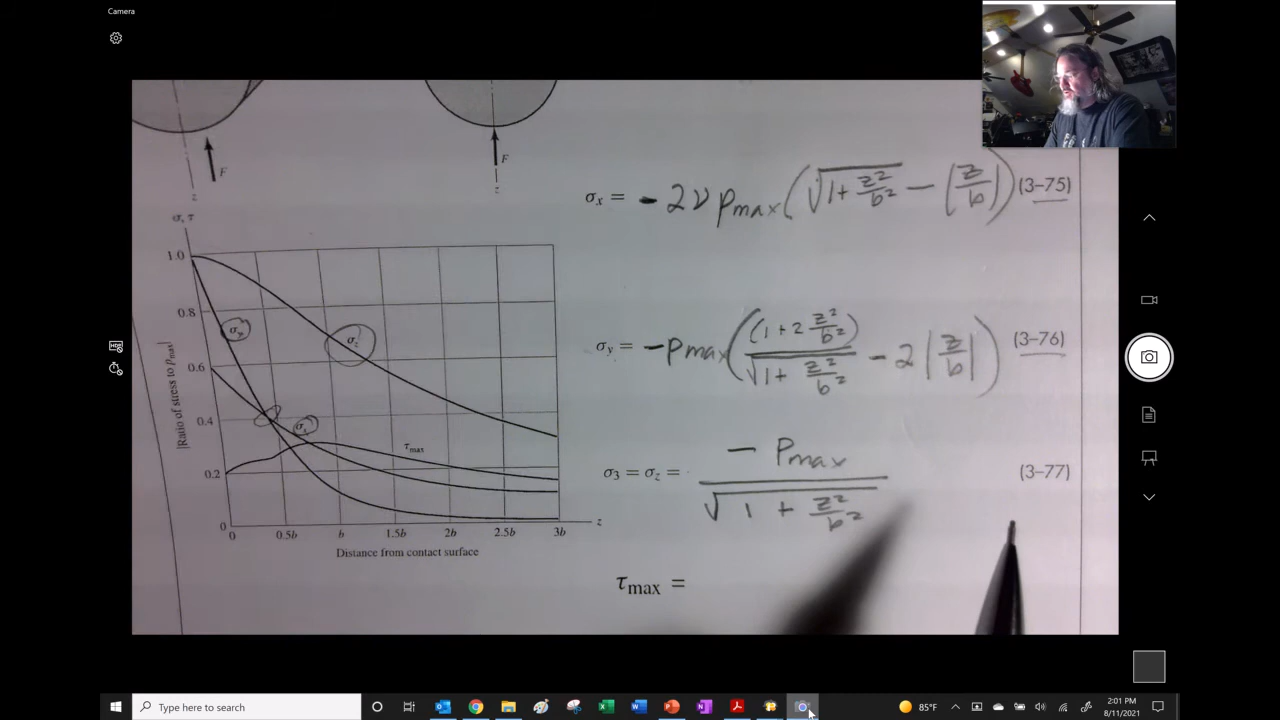 Camera
F
F
z
z
σₓ = - 2 ν pmax ( √1 + z²/b² - |z/b| ) (3–75)
σ, τ
1.0
0.8
0.6
0.4
0.2
0
|Ratio of stress to pmax|
σy
σz
σx
τmax
z
0 0.5b b 1.5b 2b 2.5b 3b
Distance from contact surface
σy = - pmax ( (1 + 2 z²/b²) / √1 + z²/b² - 2 |z/b| ) (3–76)
σ₃ = σz = - Pmax / √1 + z²/b² (3–77)
τmax =
Type here to search
85°F
2:01 PM
8/11/2021